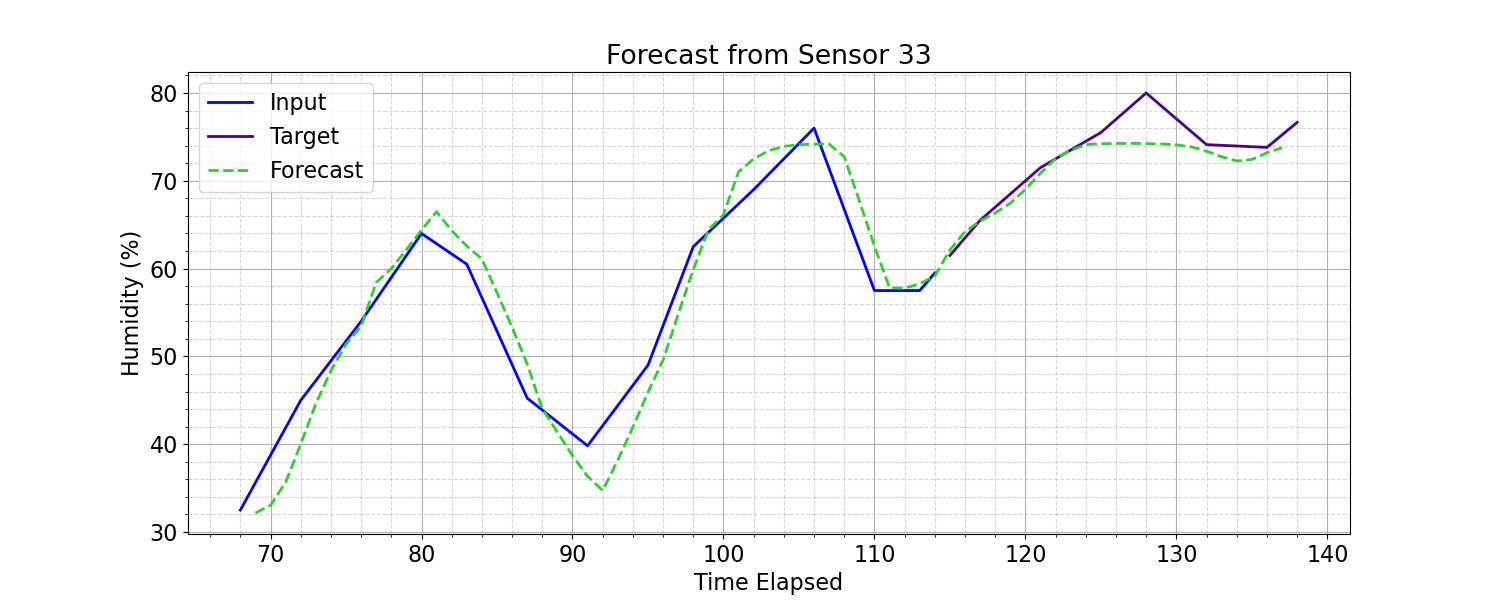 Forecast from Sensor 33
Input
Target
Forecast
80
70
60
50
40
30
Humidity (%)
70 80 90 100 110 120 130 140
Time Elapsed